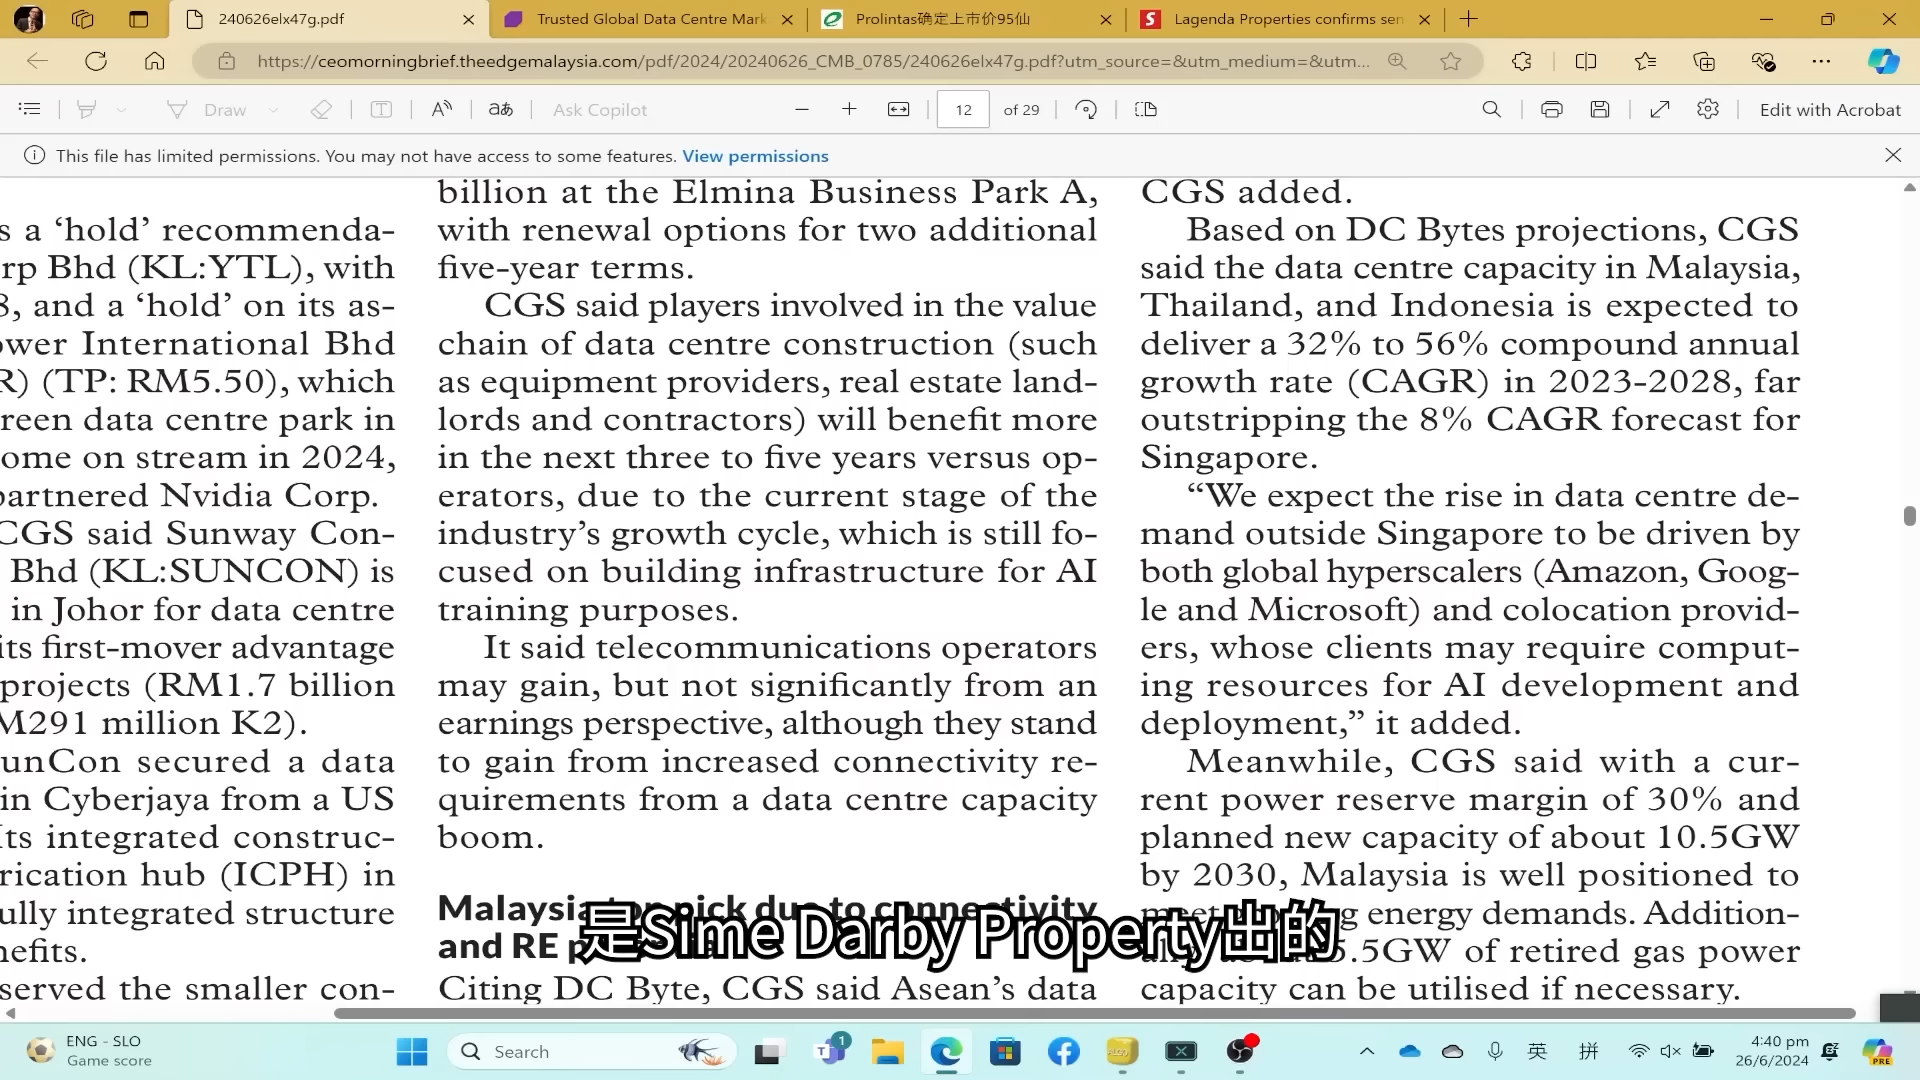 240626elx47g.pdf
Trusted Global Data Centre Mark
Prolintas确定上市价95仙
Lagenda Properties confirms sen
https://ceomorningbrief.theedgemalaysia.com/pdf/2024/20240626_CMB_0785/240626elx47g.pdf?utm_source=&utm_medium=&utm...
Draw
aあ
Ask Copilot
12
of 29
Edit with Acrobat
This file has limited permissions. You may not have access to some features. View permissions
s a ‘hold’ recommenda-
rp Bhd (KL:YTL), with
8, and a ‘hold’ on its as-
ower International Bhd
R) (TP: RM5.50), which
reen data centre park in
ome on stream in 2024,
partnered Nvidia Corp.
CGS said Sunway Con-
Bhd (KL:SUNCON) is
in Johor for data centre
its first-mover advantage
projects (RM1.7 billion
M291 million K2).
unCon secured a data
in Cyberjaya from a US
Its integrated construc-
rication hub (ICPH) in
fully integrated structure
nefits.
served the smaller con-
billion at the Elmina Business Park A,
with renewal options for two additional
five-year terms.
CGS said players involved in the value
chain of data centre construction (such
as equipment providers, real estate land-
lords and contractors) will benefit more
in the next three to five years versus op-
erators, due to the current stage of the
industry’s growth cycle, which is still fo-
cused on building infrastructure for AI
training purposes.
It said telecommunications operators
may gain, but not significantly from an
earnings perspective, although they stand
to gain from increased connectivity re-
quirements from a data centre capacity
boom.
Malaysia top pick due to connectivity
and RE
Citing DC Byte, CGS said Asean’s data
CGS added.
Based on DC Bytes projections, CGS
said the data centre capacity in Malaysia,
Thailand, and Indonesia is expected to
deliver a 32% to 56% compound annual
growth rate (CAGR) in 2023-2028, far
outstripping the 8% CAGR forecast for
Singapore.
“We expect the rise in data centre de-
mand outside Singapore to be driven by
both global hyperscalers (Amazon, Goog-
le and Microsoft) and colocation provid-
ers, whose clients may require comput-
ing resources for AI development and
deployment,” it added.
Meanwhile, CGS said with a cur-
rent power reserve margin of 30% and
planned new capacity of about 10.5GW
by 2030, Malaysia is well positioned to
meet energy demands. Addition-
5.5GW of retired gas power
capacity can be utilised if necessary.
是Sime Darby Property出的
ENG - SLO
Game score
Search
1
英
拼
4:40 pm
26/6/2024
PRE